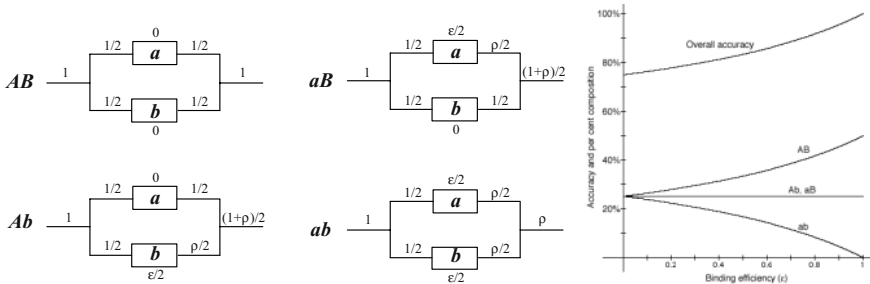 AB
1
1/2
0
a
1/2
1/2
b
0
1/2
1
aB
1
1/2
ε/2
a
ρ/2
1/2
b
0
1/2
(1+ρ)/2
Ab
1
1/2
0
a
1/2
1/2
b
ε/2
ρ/2
(1+ρ)/2
ab
1
1/2
ε/2
a
ρ/2
1/2
b
ε/2
ρ/2
ρ
Accuracy and per cent composition
100%
80%
60%
40%
20%
Overall accuracy
AB
Ab, aB
ab
0.2
0.4
0.6
0.8
1
Binding efficiency (ε)